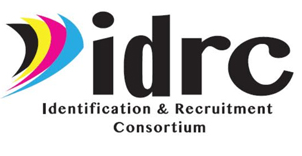 idrc
Identification & Recruitment
Consortium